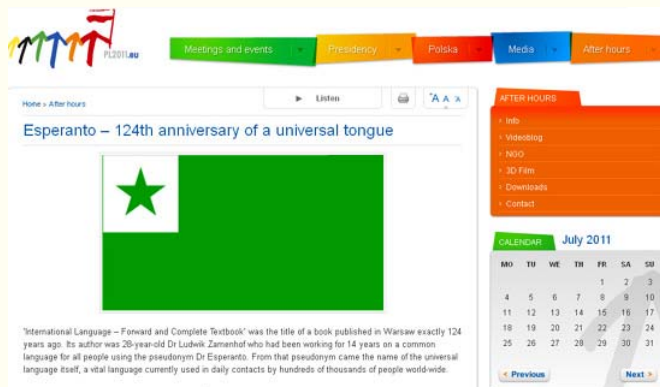 PL2011.eu
Meetings and events
Presidency
Polska
Media
After hours
Home » After hours
Listen
A A A
Esperanto – 124th anniversary of a universal tongue
'International Language – Forward and Complete Textbook' was the title of a book published in Warsaw exactly 124
years ago. Its author was 28-year-old Dr Ludwik Zamenhof who had been working for 14 years on a common
language for all people using the pseudonym Dr Esperanto. From that pseudonym came the name of the universal
language itself, a vital language currently used in daily contacts by hundreds of thousands of people world-wide.
AFTER HOURS
Info
Videoblog
NGO
3D Film
Downloads
Contact
CALENDAR July 2011
MO TU WE TH FR SA SU
1 2 3
4 5 6 7 8 9 10
11 12 13 14 15 16 17
18 19 20 21 22 23 24
25 26 27 28 29 30 31
< Previous
Next >